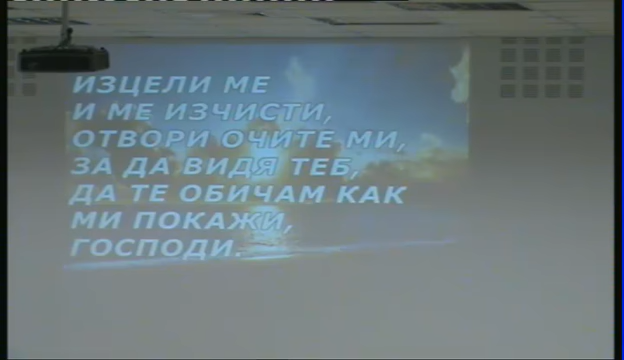 ИЗЦЕЛИ МЕ
И МЕ ИЗЧИСТИ,
ОТВОРИ ОЧИТЕ МИ,
ЗА ДА ВИДЯ ТЕБ,
ДА ТЕ ОБИЧАМ КАК
МИ ПОКАЖИ,
ГОСПОДИ.